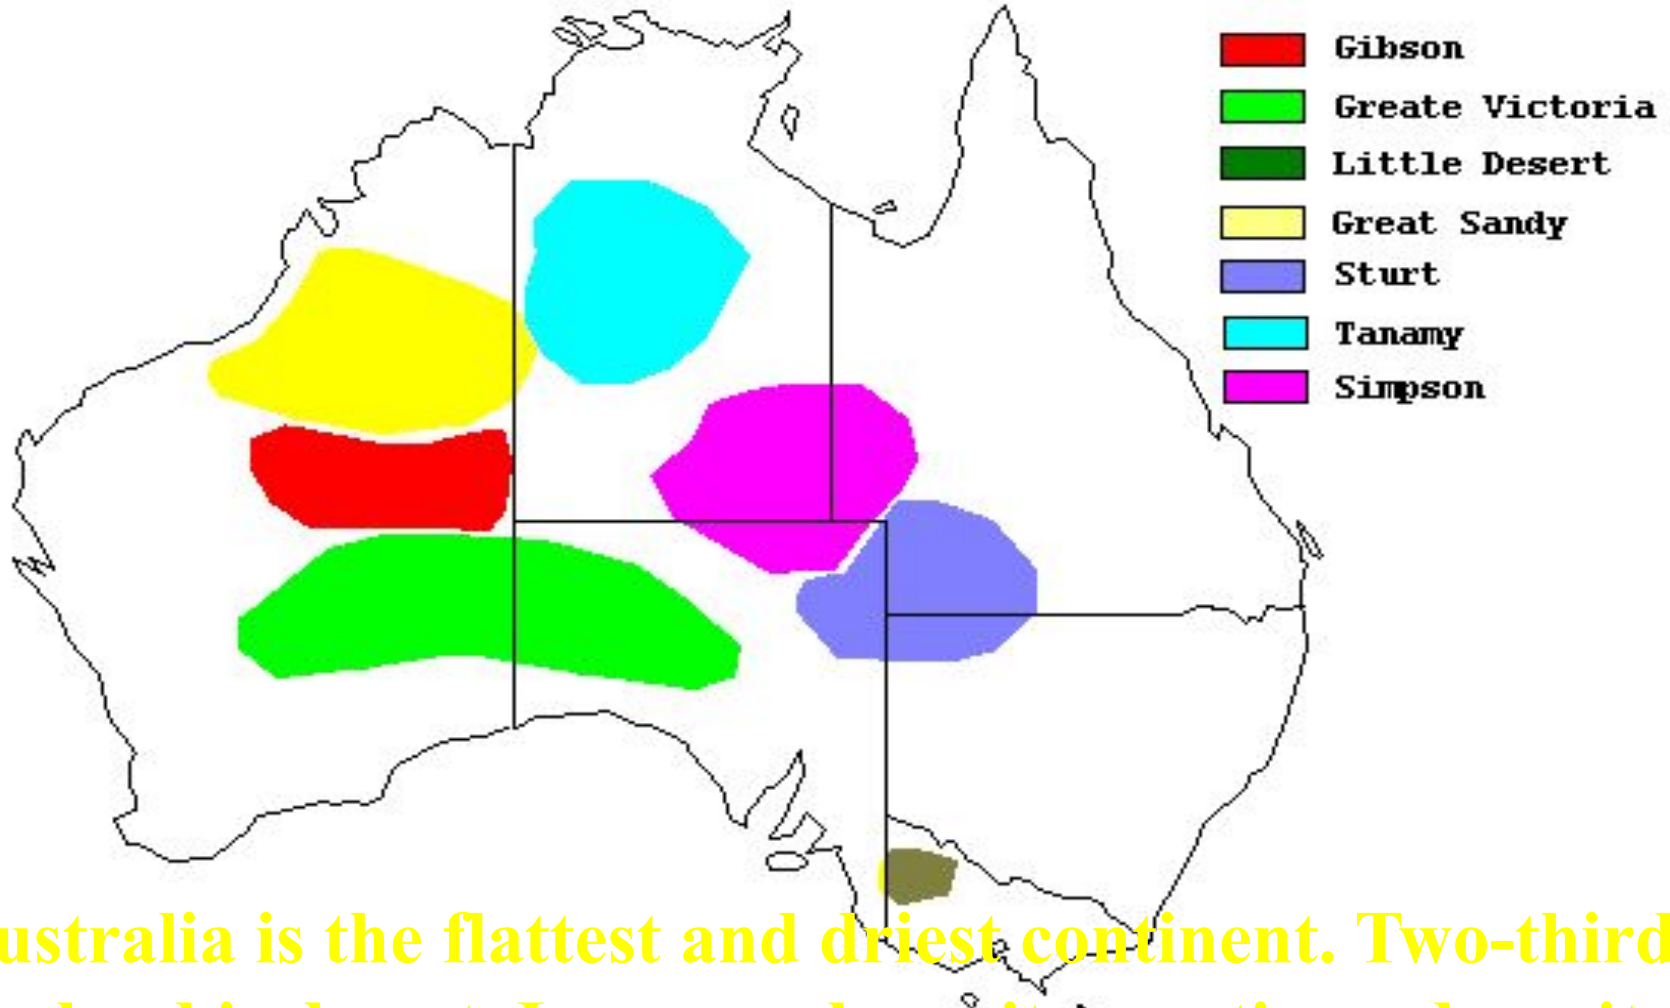 Gibson
Greate Victoria
Little Desert
Great Sandy
Sturt
Tanamy
Simpson
ustralia is the flattest and driest continent. Two-third